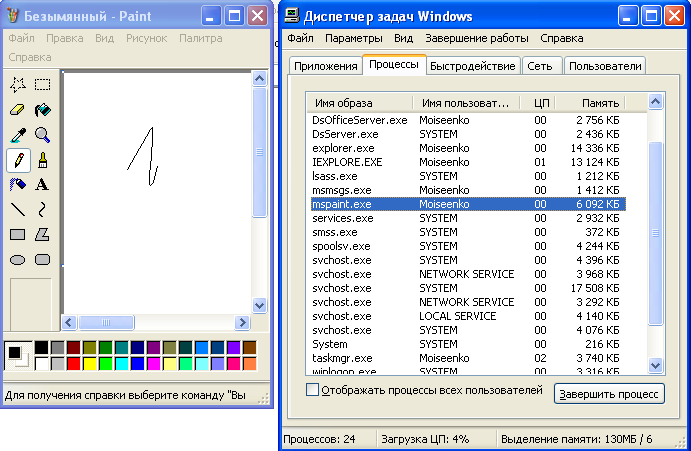 Безымянный - Paint
Файл Правка Вид Рисунок Палитра
Справка
A
Для получения справки выберите команду "Вы
Диспетчер задач Windows
Файл Параметры Вид Завершение работы Справка
Приложения Процессы Быстродействие Сеть Пользователи
Имя образа Имя пользоват... ЦП Память
DsOfficeServer.exe Moiseenko 00 2 756 КБ
DsServer.exe SYSTEM 00 2 436 КБ
explorer.exe Moiseenko 00 14 336 КБ
IEXPLORE.EXE Moiseenko 01 13 124 КБ
lsass.exe SYSTEM 00 1 212 КБ
msmsgs.exe Moiseenko 00 1 412 КБ
mspaint.exe Moiseenko 00 6 092 КБ
services.exe SYSTEM 00 2 932 КБ
smss.exe SYSTEM 00 372 КБ
spoolsv.exe SYSTEM 00 4 244 КБ
svchost.exe SYSTEM 00 4 396 КБ
svchost.exe NETWORK SERVICE 00 3 968 КБ
svchost.exe SYSTEM 00 17 508 КБ
svchost.exe NETWORK SERVICE 00 3 292 КБ
svchost.exe LOCAL SERVICE 00 4 140 КБ
svchost.exe SYSTEM 00 4 076 КБ
System SYSTEM 00 216 КБ
taskmgr.exe Moiseenko 02 3 740 КБ
winlogon.exe SYSTEM 00 3 316 КБ
Отображать процессы всех пользователей
Завершить процесс
Процессов: 24 Загрузка ЦП: 4% Выделение памяти: 130МБ / 6